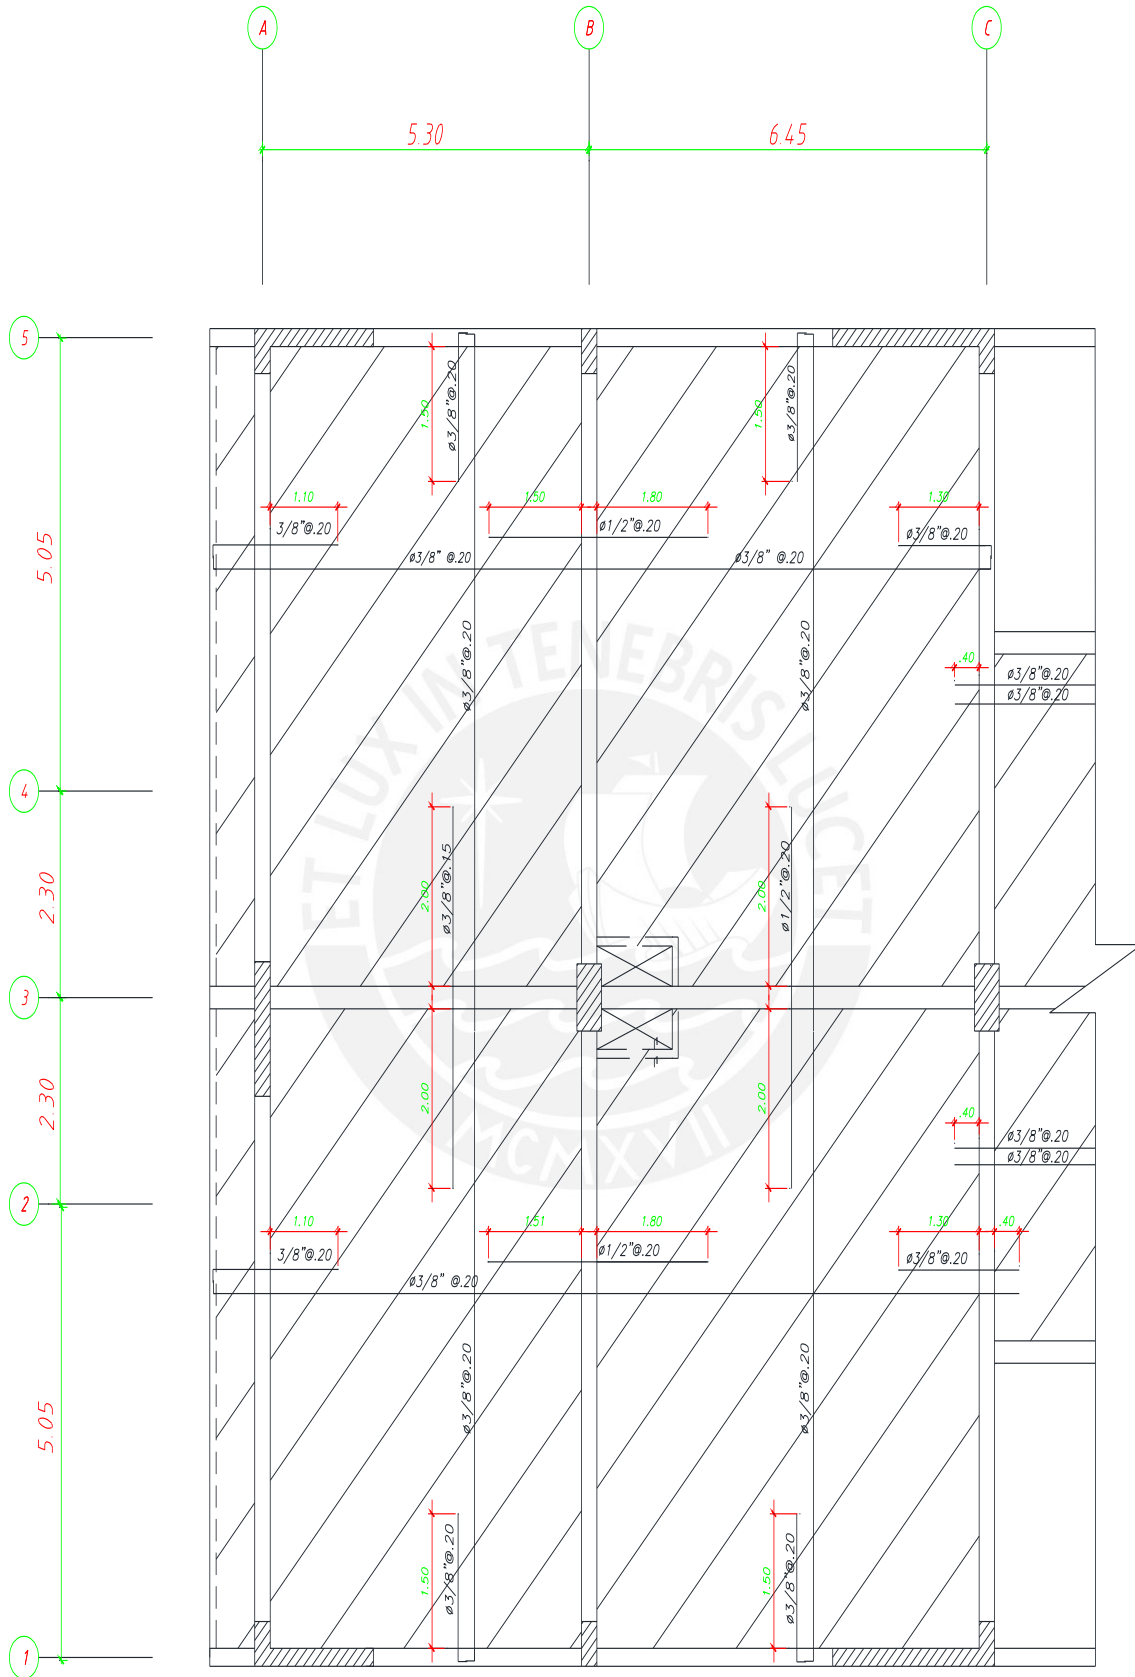 A B C
5.30 6.45
5
ø3/8"@.20
1.50
ø3/8"@.20
1.50
1.10 1.50 1.80 1.30
3/8"@.20 ø1/2"@.20 ø3/8"@.20
ø3/8" @.20 ø3/8" @.20
5.05
ø3/8"@.20 ø3/8"@.20
.40
ø3/8"@.20
ø3/8"@.20
ET LUX IN TENEBRIS LUCET
4
2.30
2.00
ø3/8"@.15
2.00
ø1/2"@.20
3
2.30
2.00 2.00
.40
ø3/8"@.20
ø3/8"@.20
MCMXVII
2
1.10 1.51 1.80 1.30 .40
3/8"@.20 ø1/2"@.20 ø3/8"@.20
ø3/8" @.20
5.05
ø3/8"@.20 ø3/8"@.20
1.50
ø3/8"@.20
1.50
ø3/8"@.20
1